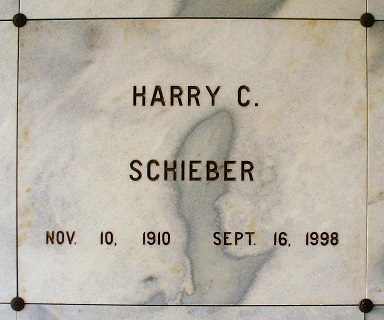 HARRY C.
SCHIEBER
NOV. 10, 1910 SEPT. 16, 1998